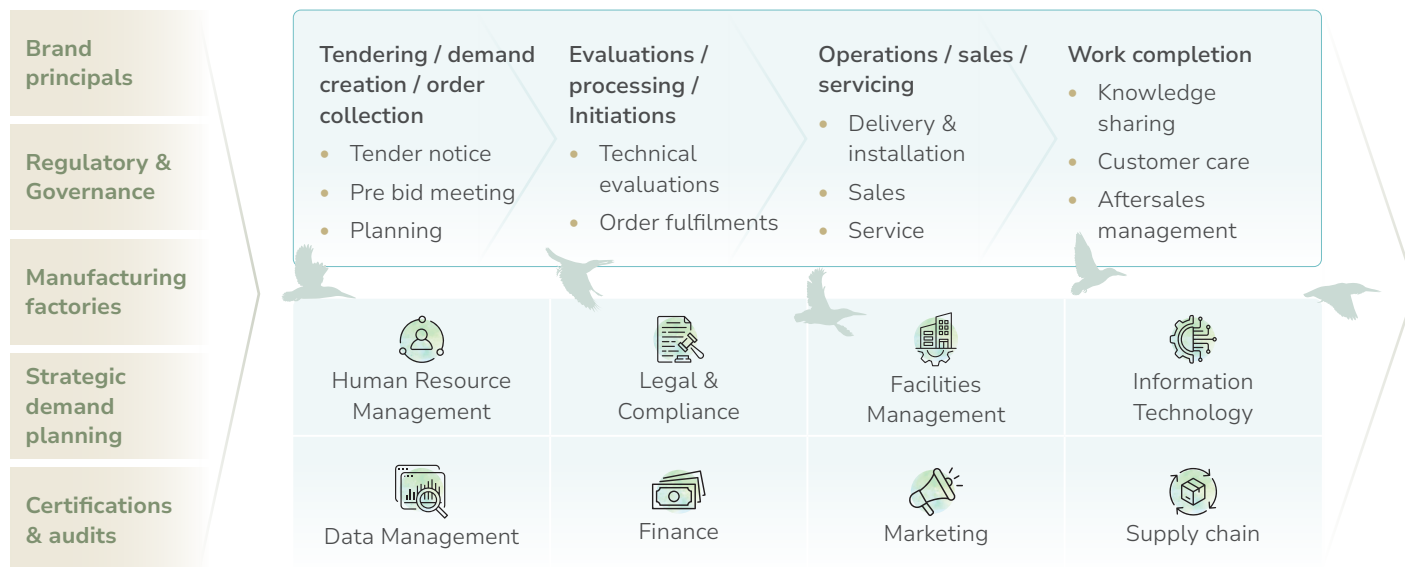 Brand
principals
Regulatory &
Governance
Manufacturing
factories
Strategic
demand
planning
Certifications
& audits
Tendering / demand
creation / order
collection
• Tender notice
• Pre bid meeting
• Planning
Evaluations /
processing /
Initiations
• Technical
evaluations
• Order fulfilments
Operations / sales /
servicing
• Delivery &
installation
• Sales
• Service
Work completion
• Knowledge
sharing
• Customer care
• Aftersales
management
Human Resource
Management
Legal &
Compliance
Facilities
Management
Information
Technology
Data Management
Finance
Marketing
Supply chain